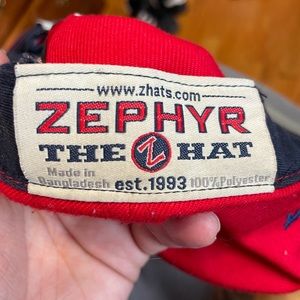 www.zhats.com
ZEPHYR
THE Z HAT
Made in
Bangladesh est.1993 100%Polyester